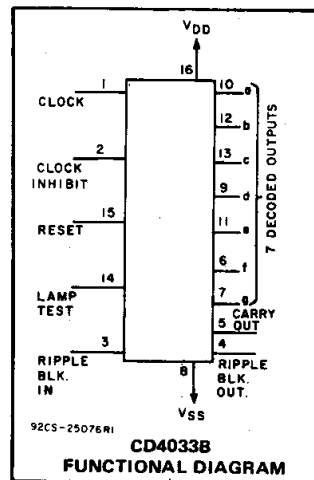 VDD
16
1
CLOCK
2
CLOCK
INHIBIT
15
RESET
14
LAMP
TEST
3
RIPPLE
BLK.
IN
10 a
12 b
13 c
9 d
11 e
6 f
7 g
7 DECODED OUTPUTS
CARRY
OUT
5
4
RIPPLE
BLK.
OUT.
8
VSS
92CS-25076R1
CD4033B
FUNCTIONAL DIAGRAM